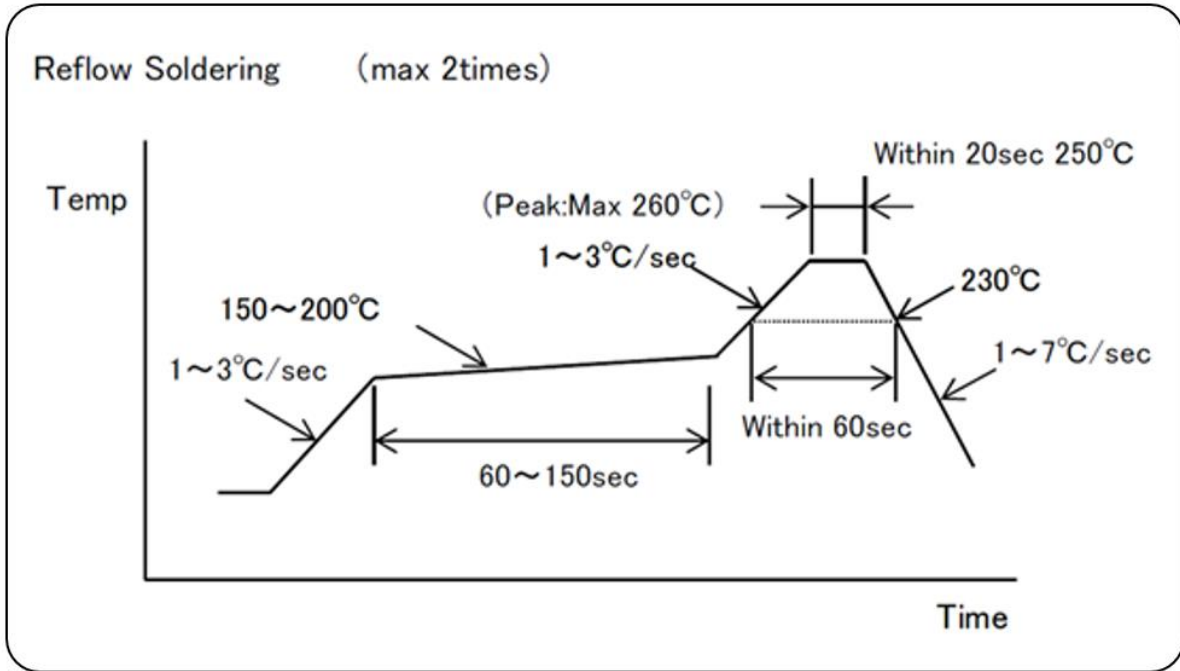 Reflow Soldering (max 2times)
Within 20sec 250℃
Temp
(Peak:Max 260℃)
1～3℃/sec
230℃
150～200℃
1～3℃/sec
1～7℃/sec
Within 60sec
60～150sec
Time